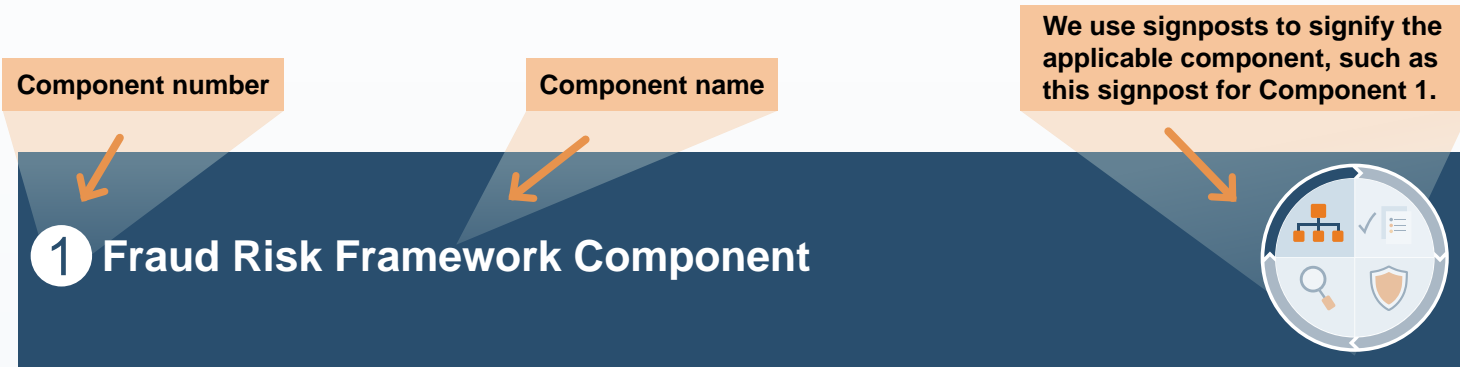 We use signposts to signify the
applicable component, such as
this signpost for Component 1.
Component number
Component name
1 Fraud Risk Framework Component